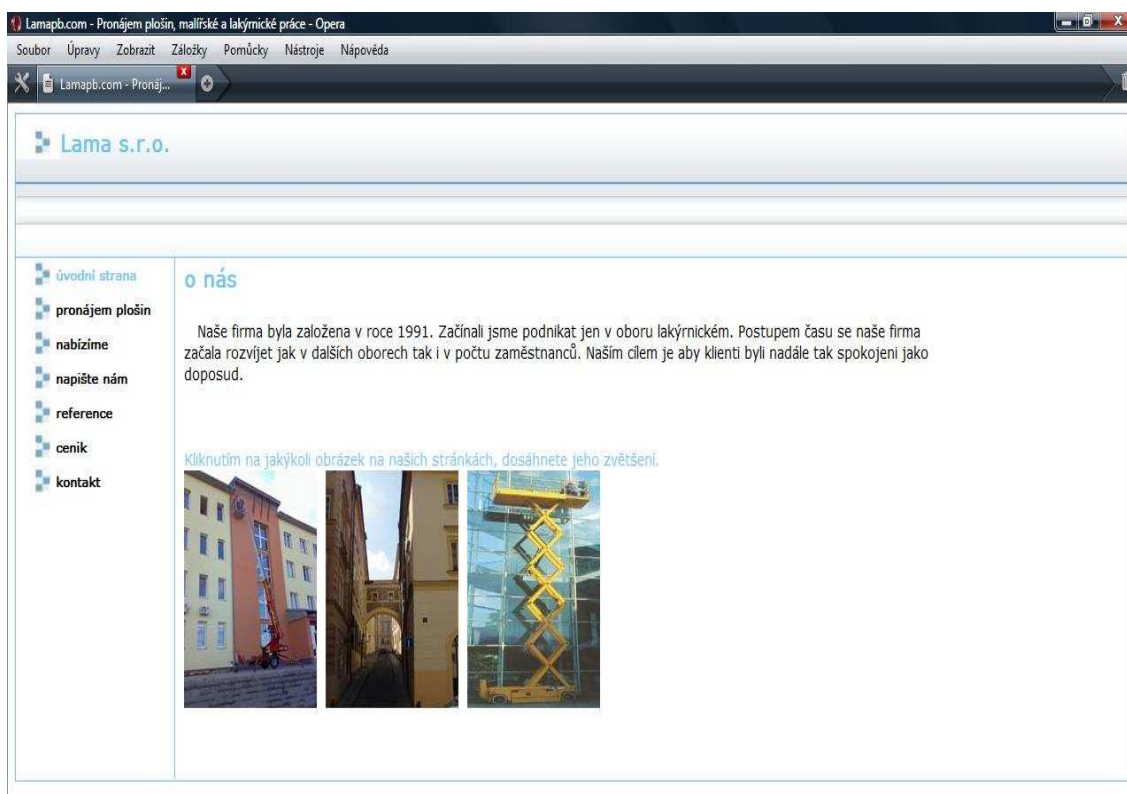 Lamapb.com - Pronájem plošin, malířské a lakýrnické práce - Opera
Soubor Úpravy Zobrazit Záložky Pomůcky Nástroje Nápověda
Lamapb.com - Pronáj...
Lama s.r.o.
úvodní strana
pronájem plošin
nabízíme
napište nám
reference
cenik
kontakt
o nás
Naše firma byla založena v roce 1991. Začínali jsme podnikat jen v oboru lakýrnickém. Postupem času se naše firma
začala rozvíjet jak v dalších oborech tak i v počtu zaměstnanců. Naším cílem je aby klienti byli nadále tak spokojeni jako
doposud.
Kliknutím na jakýkoli obrázek na našich stránkách, dosáhnete jeho zvětšení.